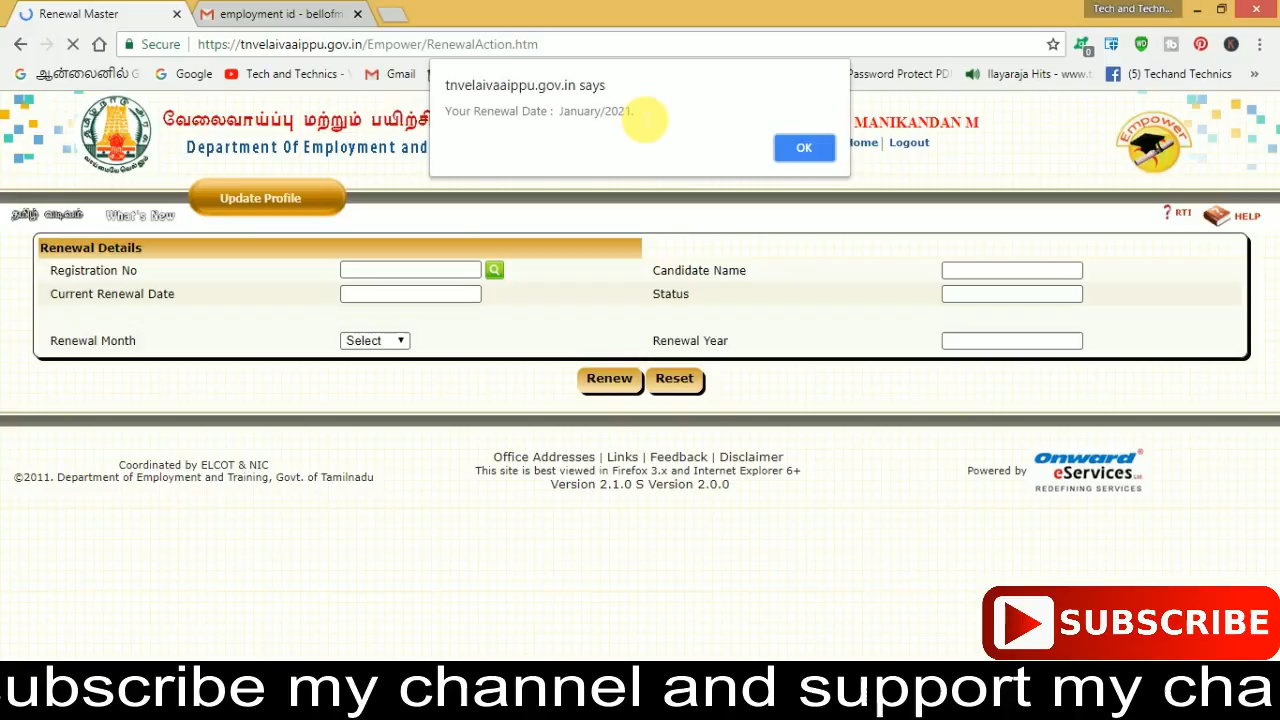 Renewal Master
employment id - bellofm
Tech and Techn...
Secure
https://tnvelaivaaippu.gov.in/Empower/RenewalAction.htm
ஆன்லைனில் G
Google
Tech and Technics -
Gmail
Password Protect PD
Ilayaraja Hits - www.t
(5) Techand Technics
»
tnvelaivaaippu.gov.in says
Your Renewal Date : January/2021.
OK
வேலைவாய்ப்பு மற்றும் பயிற்சி
Department Of Employment and
MANIKANDAN M
Home | Logout
Empower
Update Profile
தமிழ் வடிவம்
What's New
? RTI
HELP
Renewal Details
Registration No
Candidate Name
Current Renewal Date
Status
Renewal Month
Select
Renewal Year
Renew
Reset
Coordinated by ELCOT & NIC
©2011. Department of Employment and Training, Govt. of Tamilnadu
Office Addresses | Links | Feedback | Disclaimer
This site is best viewed in Firefox 3.x and Internet Explorer 6+
Version 2.1.0 S Version 2.0.0
Powered by
Onward
eServices Ltd.
REDEFINING SERVICES
SUBSCRIBE
ubscribe my channel and support my cha